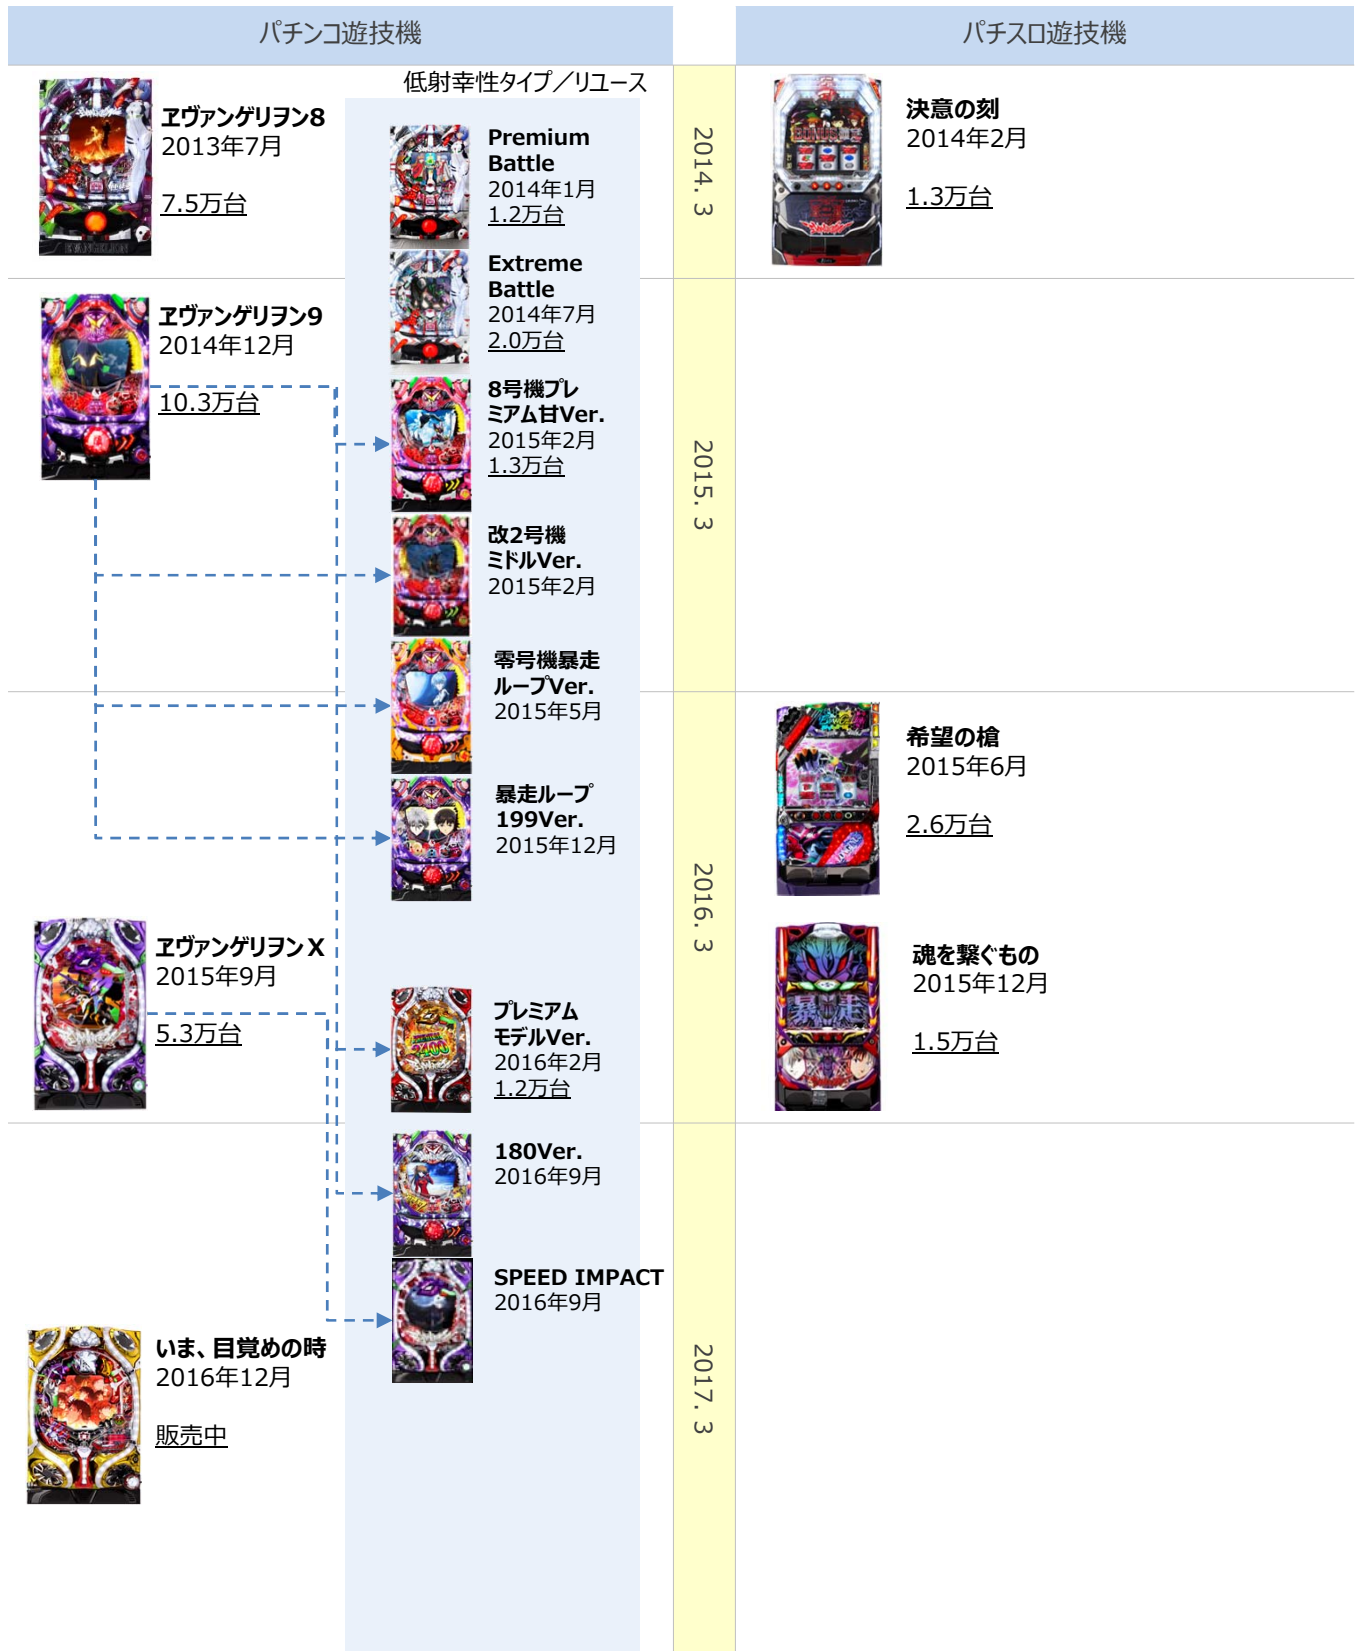 パチンコ遊技機
パチスロ遊技機
低射幸性タイプ／リユース
ヱヴァンゲリヲン8
2013年7月
7.5万台
EVANGELION
Premium
Battle
2014年1月
1.2万台
Extreme
Battle
2014年7月
2.0万台
2014. 3
決意の刻
2014年2月
1.3万台
ヱヴァンゲリヲン9
2014年12月
10.3万台
8号機プレ
ミアム甘Ver.
2015年2月
1.3万台
改2号機
ミドルVer.
2015年2月
零号機暴走
ループVer.
2015年5月
2015. 3
暴走ループ
199Ver.
2015年12月
ヱヴァンゲリヲンX
2015年9月
5.3万台
プレミアム
モデルVer.
2016年2月
1.2万台
2016. 3
希望の槍
2015年6月
2.6万台
魂を繋ぐもの
2015年12月
1.5万台
暴走
180Ver.
2016年9月
SPEED IMPACT
2016年9月
いま、目覚めの時
2016年12月
販売中
2017. 3